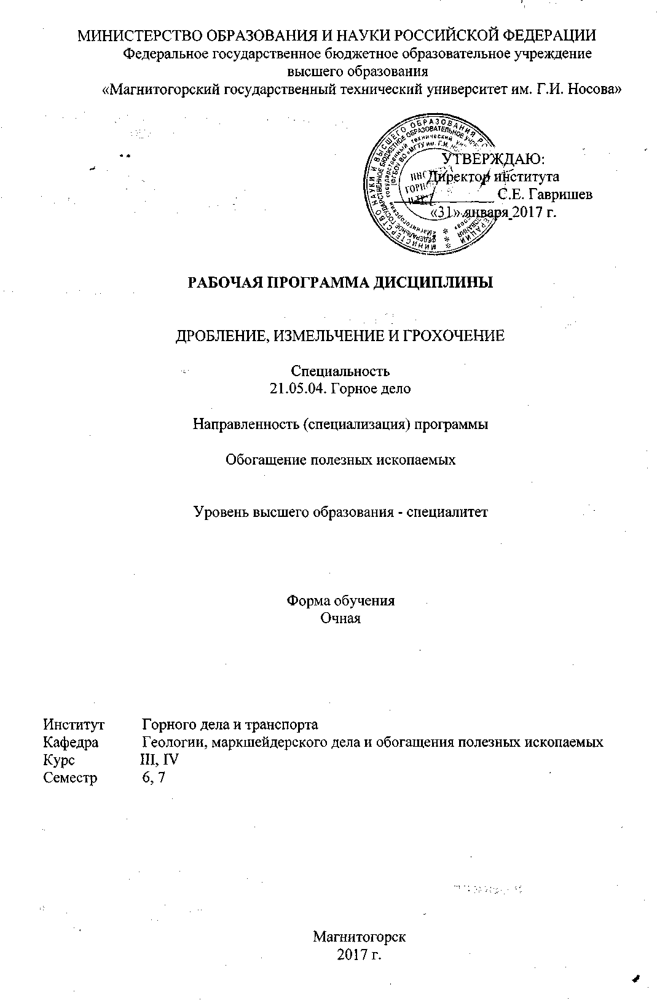 МИНИСТЕРСТВО ОБРАЗОВАНИЯ И НАУКИ РОССИЙСКОЙ ФЕДЕРАЦИИ
Федеральное государственное бюджетное образовательное учреждение
высшего образования
«Магнитогорский государственный технический университет им. Г.И. Носова»
УТВЕРЖДАЮ:
Директор института
С.Е. Гавришев
«31» января 2017 г.
РАБОЧАЯ ПРОГРАММА ДИСЦИПЛИНЫ
ДРОБЛЕНИЕ, ИЗМЕЛЬЧЕНИЕ И ГРОХОЧЕНИЕ
Специальность
21.05.04. Горное дело
Направленность (специализация) программы
Обогащение полезных ископаемых
Уровень высшего образования - специалитет
Форма обучения
Очная
Институт Горного дела и транспорта
Кафедра Геологии, маркшейдерского дела и обогащения полезных ископаемых
Курс III, IV
Семестр 6, 7
Магнитогорск
2017 г.